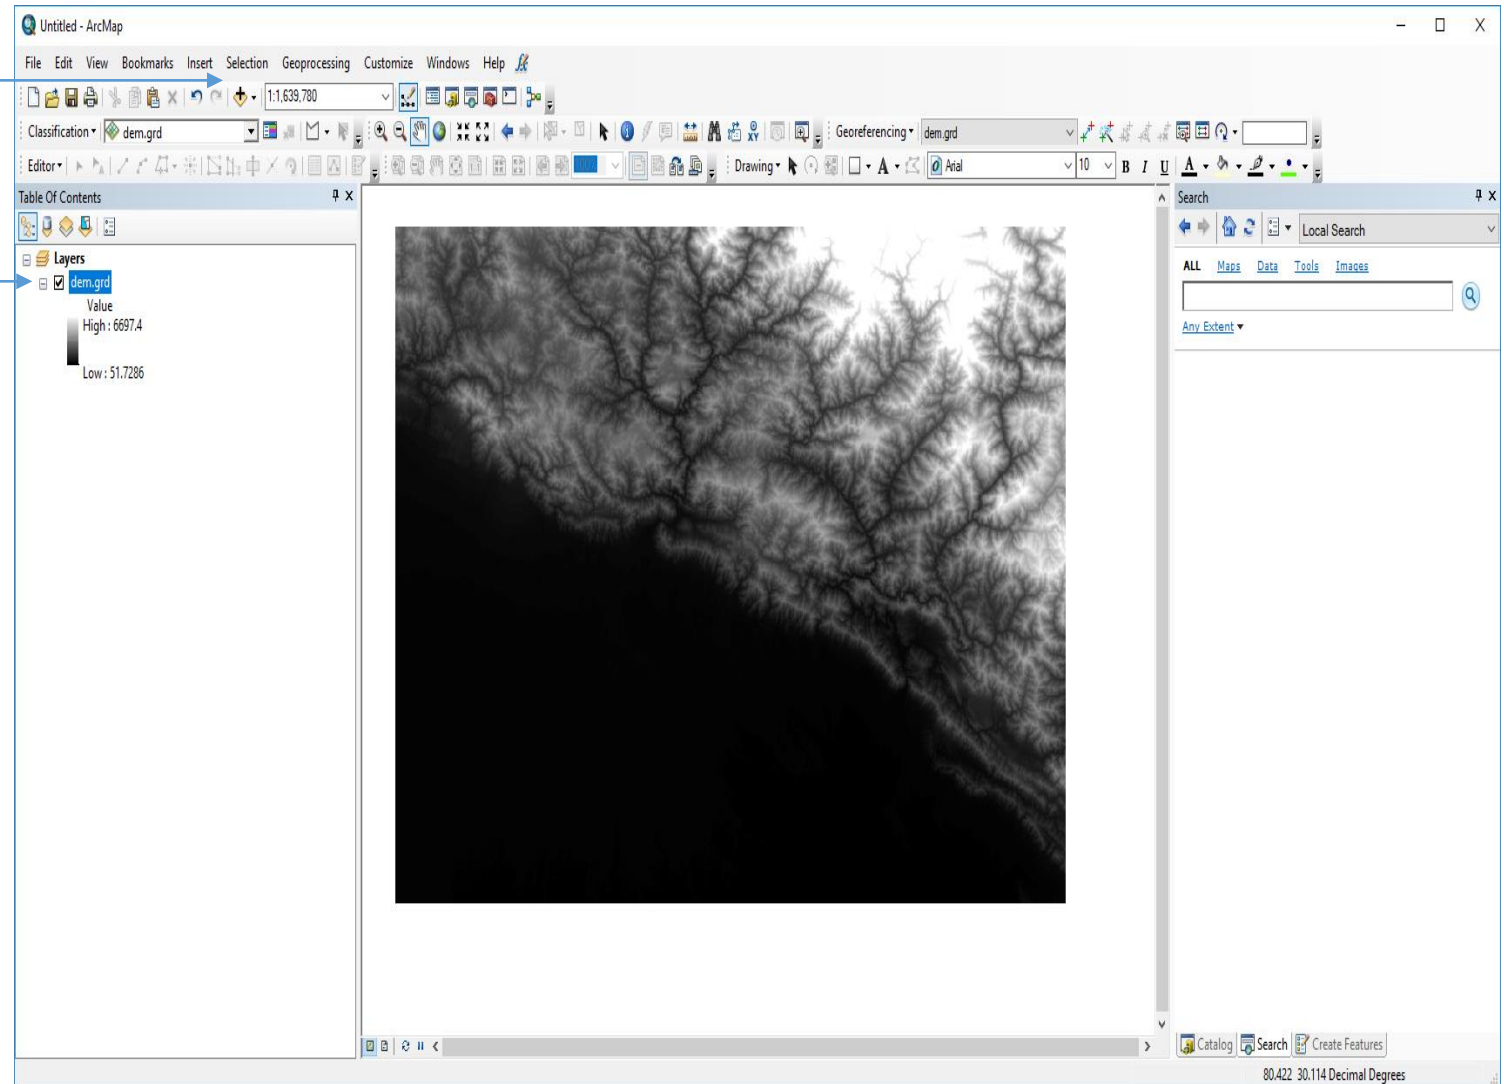 Untitled - ArcMap
File Edit View Bookmarks Insert Selection Geoprocessing Customize Windows Help
1:1,639,780
Classification dem.grd Georeferencing dem.grd
Editor Drawing Arial 10 B I U A
Table Of Contents
Search
Local Search
Layers
ALL Maps Data Tools Images
dem.grd
Value
High : 6697.4
Any Extent
Low : 51.7286
Catalog Search Create Features
80.422 30.114 Decimal Degrees